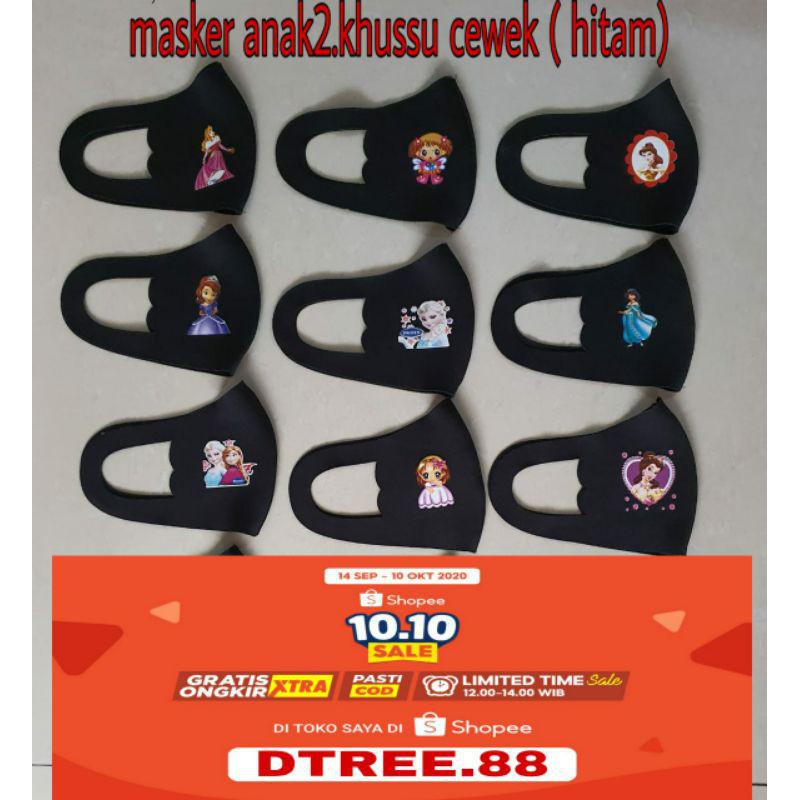 masker anak2.khussu cewek ( hitam)
14 SEP - 10 OKT 2020
Shopee
10.10
SALE
GRATIS ONGKIR XTRA
PASTI COD
LIMITED TIME Sale
12.00-14.00 WIB
DI TOKO SAYA DI Shopee
DTREE.88